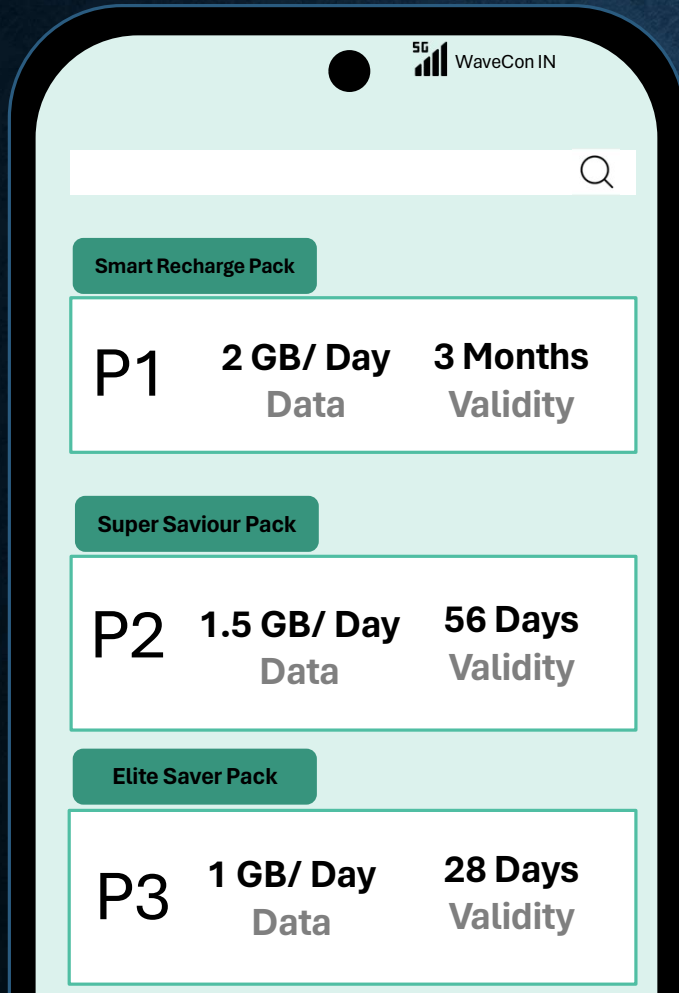 5G WaveCon IN
Smart Recharge Pack
P1 2 GB/ Day 3 Months
Data Validity
Super Saviour Pack
P2 1.5 GB/ Day 56 Days
Data Validity
Elite Saver Pack
P3 1 GB/ Day 28 Days
Data Validity